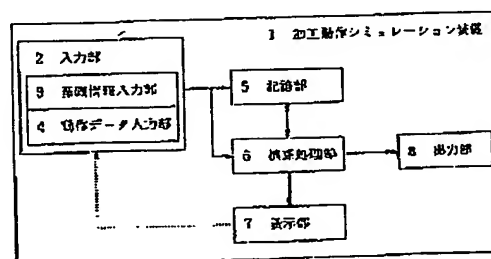 1 加工動作シミュレーション装置
2 入力部
3 基礎情報入力部
4 動作データ入力部
5 記憶部
6 演算処理部
8 出力部
7 表示部